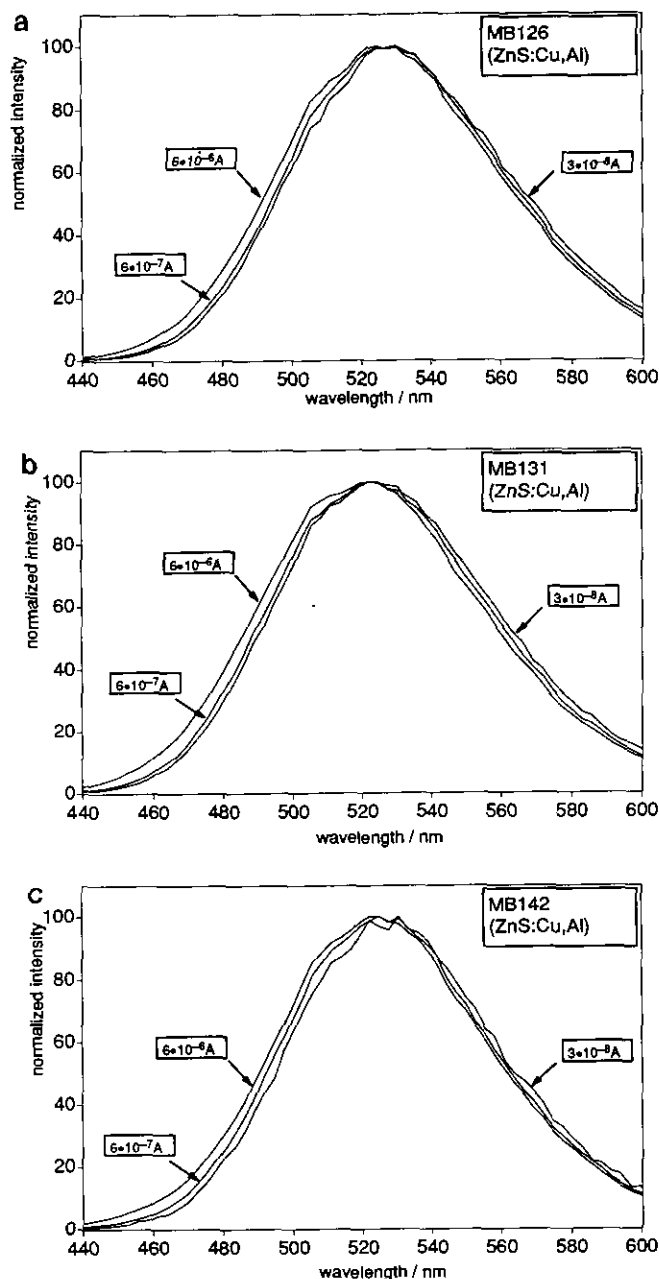 a
MB126
(ZnS:Cu,Al)
normalized intensity
100
80
60
40
20
0
6•10⁻⁶A
6•10⁻⁷A
3•10⁻⁸A
440 460 480 500 520 540 560 580 600
wavelength / nm
b
MB131
(ZnS:Cu,Al)
normalized intensity
100
80
60
40
20
0
6•10⁻⁶A
6•10⁻⁷A
3•10⁻⁸A
440 460 480 500 520 540 560 580 600
wavelength / nm
c
MB142
(ZnS:Cu,Al)
normalized intensity
100
80
60
40
20
0
6•10⁻⁶A
6•10⁻⁷A
3•10⁻⁸A
440 460 480 500 520 540 560 580 600
wavelength / nm